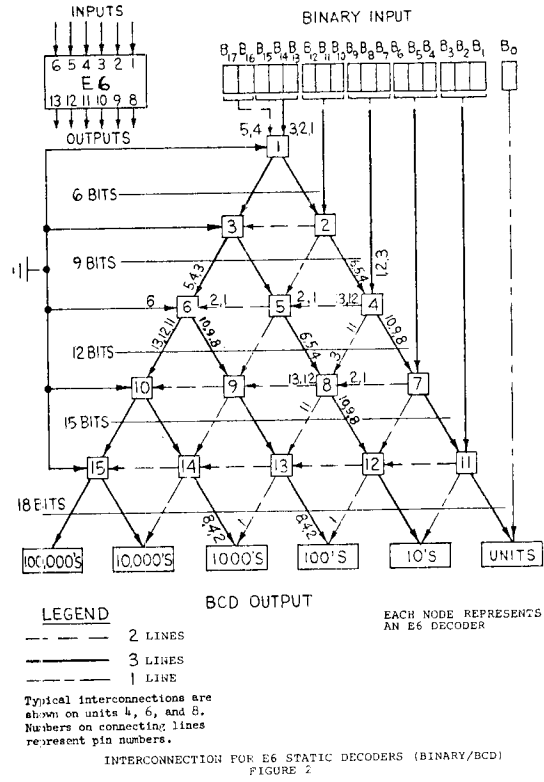 INPUTS
6 5 4 3 2 1
E6
13 12 11 10 9 8
OUTPUTS
BINARY INPUT
B17 B16 B15 B14 B13 B12 B11 B10 B9 B8 B7 B6 B5 B4 B3 B2 B1 B0
5,4 3,2,1
1
6 BITS
3 2
9 BITS
5,4,3 6,5,4 1,2,3
6 6 2,1 5 2,1 13,12 4
13,12,11 10,9,8 6,5,4 11 10,9,8
12 BITS
3
10 9 13,12 8 2,1 7
11 10,9,8
15 BITS
15 14 13 12 11
18 BITS
8,4,2 1 8,4,2 1
100,000'S 10,000'S 1000'S 100'S 10'S UNITS
BCD OUTPUT
LEGEND
2 LINES
3 LINES
1 LINE
EACH NODE REPRESENTS
AN E6 DECODER
Typical interconnections are
shown on units 4, 6, and 8.
Numbers on connecting lines
represent pin numbers.
INTERCONNECTION FOR E6 STATIC DECODERS (BINARY/BCD)
FIGURE 2